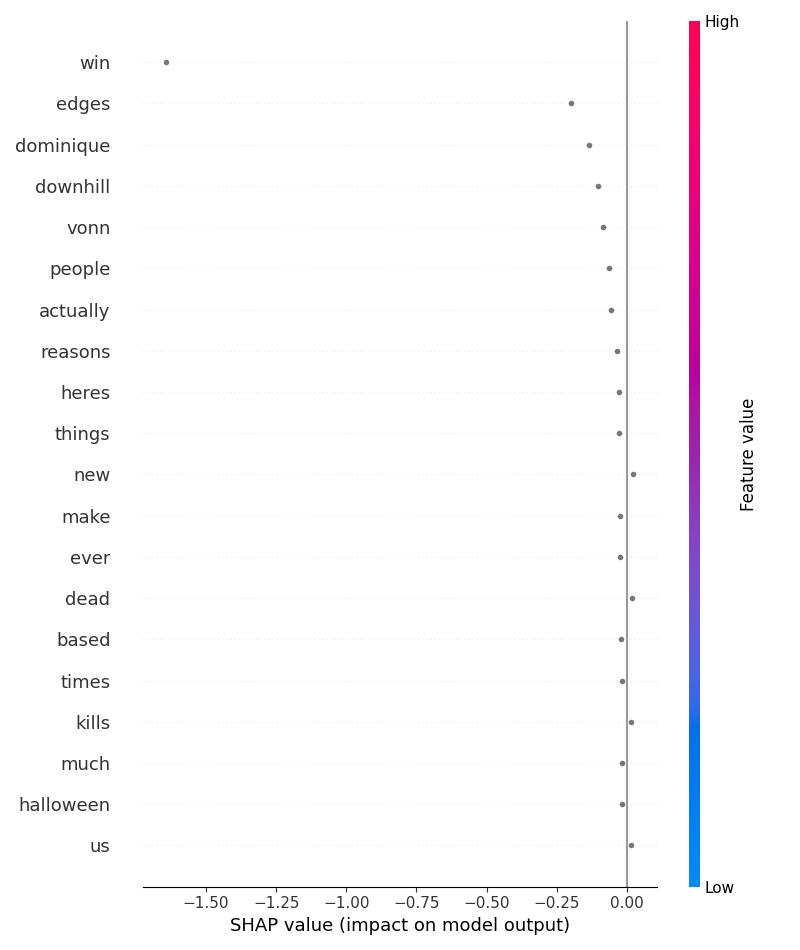 High
win
edges
dominique
downhill
vonn
people
actually
reasons
heres
things
new
make
ever
dead
based
times
kills
much
halloween
us
Feature value
Low
−1.50 −1.25 −1.00 −0.75 −0.50 −0.25 0.00
SHAP value (impact on model output)